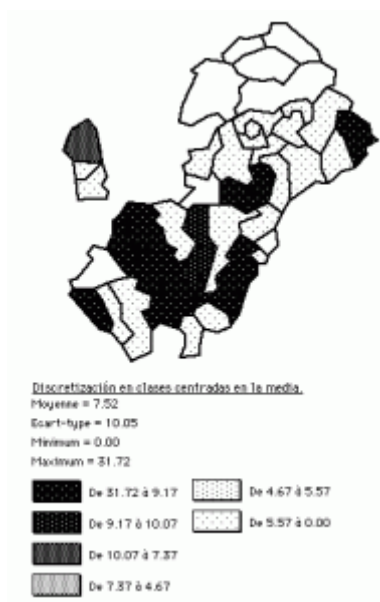 Discretización en clases centradas en la media.
Moyenne = 7.52
Ecart-type = 10.05
Minimum = 0.00
Maximum = 31.72
De 31.72 à 9.17
De 9.17 à 10.07
De 10.07 à 7.37
De 7.37 à 4.67
De 4.67 à 5.57
De 5.57 à 0.00